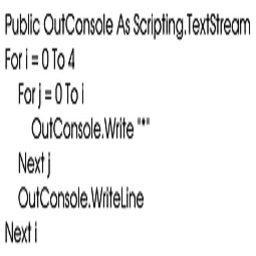 Public OutConsole As Scripting.TextStream
For i = 0 To 4
For j = 0 To i
OutConsole.Write "*"
Next j
OutConsole.WriteLine
Next i